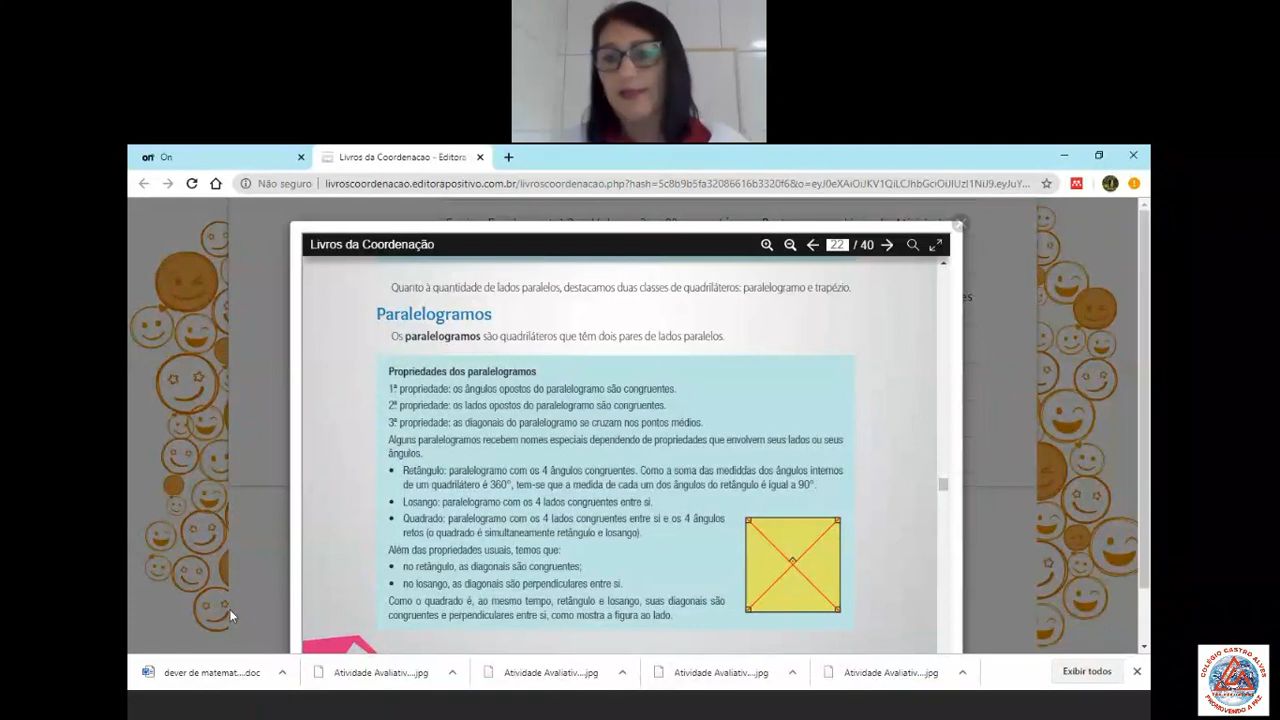 on On
Livros da Coordenacao - Editora
Não seguro
livroscoordenacao.editorapositivo.com.br/livroscoordenacao.php?hash=
Livros da Coordenação
22 / 40
Quanto à quantidade de lados paralelos, destacamos duas classes de quadriláteros: paralelogramo e trapézio.
es
Paralelogramos
Os paralelogramos são quadriláteros que têm dois pares de lados paralelos.
Propriedades dos paralelogramos
1ª propriedade: os ângulos opostos do paralelogramo são congruentes.
2ª propriedade: os lados opostos do paralelogramo são congruentes.
3ª propriedade: as diagonais do paralelogramo se cruzam nos pontos médios.
Alguns paralelogramos recebem nomes especiais dependendo de propriedades que envolvem seus lados ou seus
ângulos.
• Retângulo: paralelogramo com os 4 ângulos congruentes. Como a soma das mediddas dos ângulos internos
de um quadrilátero é 360°, tem-se que a medida de cada um dos ângulos do retângulo é igual a 90°.
• Losango: paralelogramo com os 4 lados congruentes entre si.
• Quadrado: paralelogramo com os 4 lados congruentes entre si e os 4 ângulos
retos (o quadrado é simultaneamente retângulo e losango).
Além das propriedades usuais, temos que:
• no retângulo, as diagonais são congruentes;
• no losango, as diagonais são perpendiculares entre si.
Como o quadrado é, ao mesmo tempo, retângulo e losango, suas diagonais são
congruentes e perpendiculares entre si, como mostra a figura ao lado.
dever de matemat....doc
Atividade Avaliativ....jpg
Atividade Avaliativ....jpg
Atividade Avaliativ....jpg
Atividade Avaliativ....jpg
Exibir todos
COLÉGIO CASTRO ALVES
PROMOVENDO A PAZ